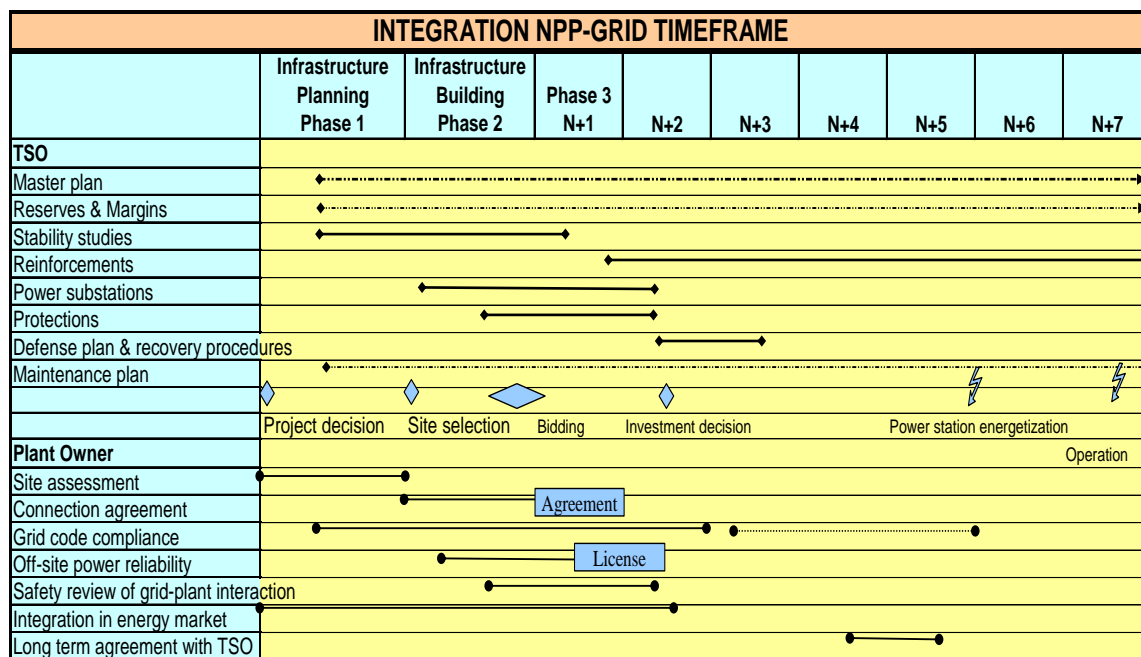 INTEGRATION NPP-GRID TIMEFRAME
Infrastructure Planning Phase 1
Infrastructure Building Phase 2
Phase 3 N+1
N+2
N+3
N+4
N+5
N+6
N+7
TSO
Master plan
Reserves & Margins
Stability studies
Reinforcements
Power substations
Protections
Defense plan & recovery procedures
Maintenance plan
Project decision
Site selection
Bidding
Investment decision
Power station energetization
Plant Owner
Operation
Site assessment
Connection agreement
Agreement
Grid code compliance
Off-site power reliability
License
Safety review of grid-plant interaction
Integration in energy market
Long term agreement with TSO